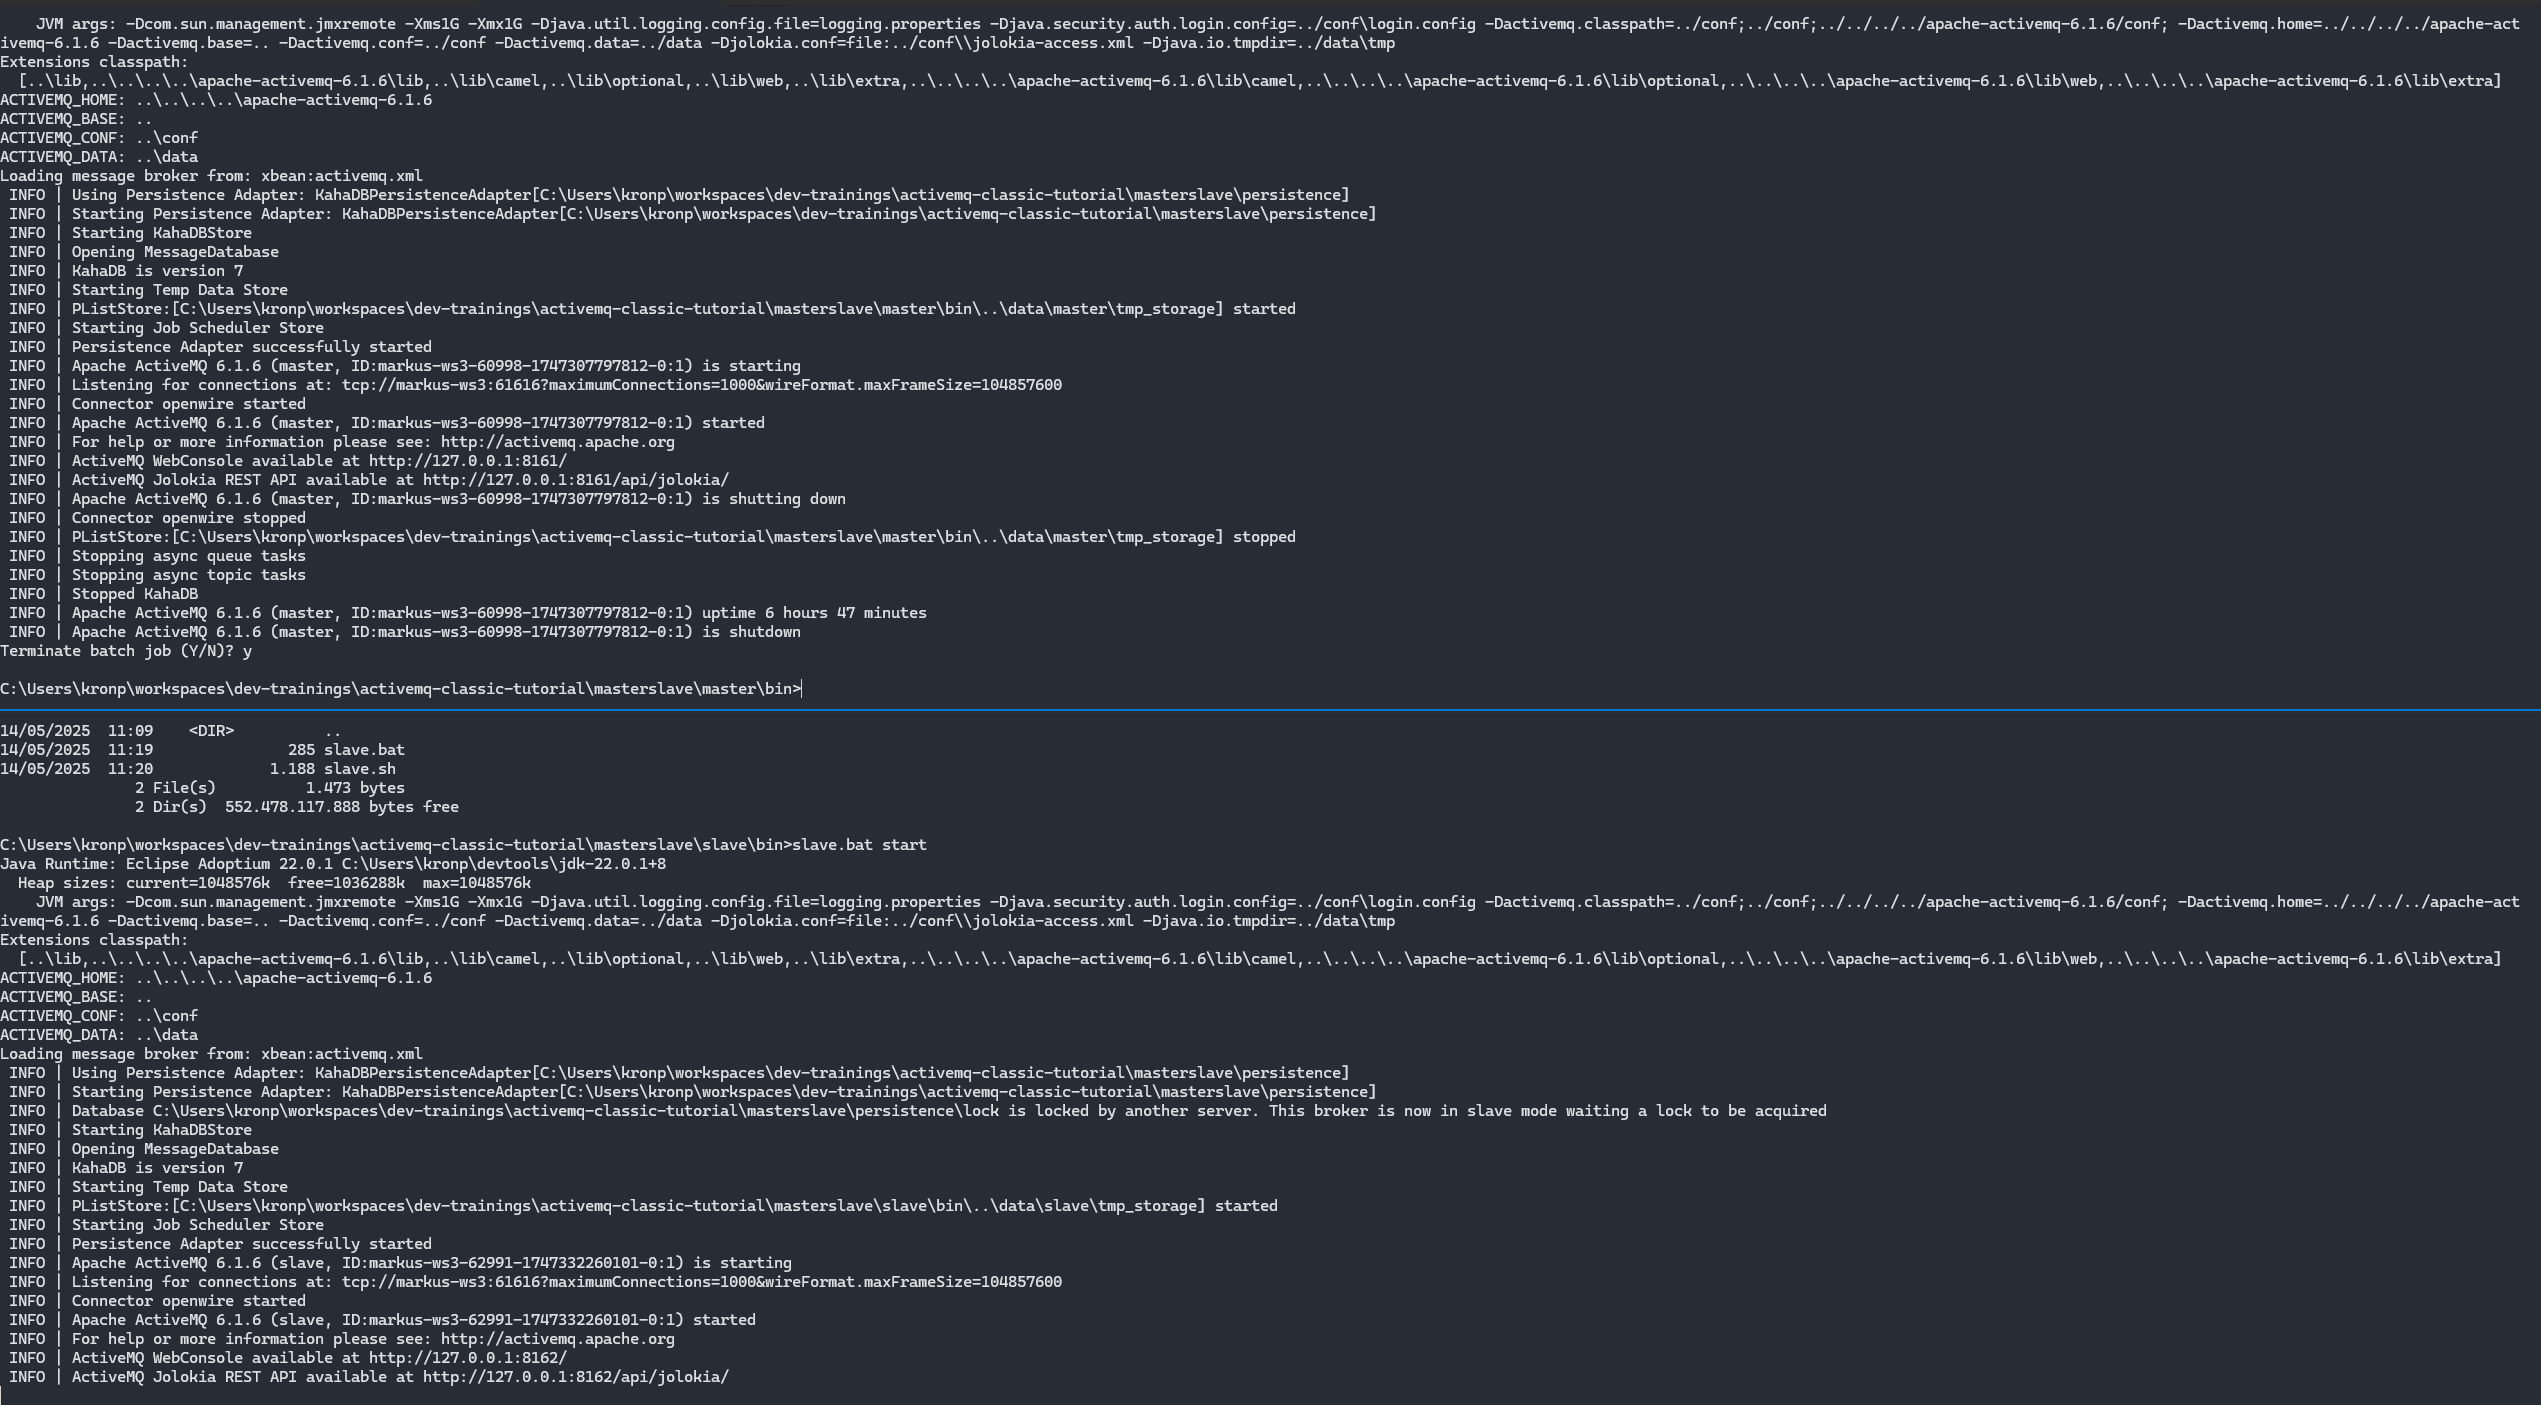 JVM args: -Dcom.sun.management.jmxremote -Xms1G -Xmx1G -Djava.util.logging.config.file=logging.properties -Djava.security.auth.login.config=../conf\login.config -Dactivemq.classpath=../conf;../conf;../../../../apache-activemq-6.1.6/conf; -Dactivemq.home=../../../../apache-act
ivemq-6.1.6 -Dactivemq.base=.. -Dactivemq.conf=../conf -Dactivemq.data=../data -Djolokia.conf=file:../conf\\jolokia-access.xml -Djava.io.tmpdir=../data\tmp
Extensions classpath:
  [..\lib,..\..\..\..\apache-activemq-6.1.6\lib,..\lib\camel,..\lib\optional,..\lib\web,..\lib\extra,..\..\..\..\apache-activemq-6.1.6\lib\camel,..\..\..\..\apache-activemq-6.1.6\lib\optional,..\..\..\..\apache-activemq-6.1.6\lib\web,..\..\..\..\apache-activemq-6.1.6\lib\extra]
ACTIVEMQ_HOME: ..\..\..\..\apache-activemq-6.1.6
ACTIVEMQ_BASE: ..
ACTIVEMQ_CONF: ..\conf
ACTIVEMQ_DATA: ..\data
Loading message broker from: xbean:activemq.xml
 INFO | Using Persistence Adapter: KahaDBPersistenceAdapter[C:\Users\kronp\workspaces\dev-trainings\activemq-classic-tutorial\masterslave\persistence]
 INFO | Starting Persistence Adapter: KahaDBPersistenceAdapter[C:\Users\kronp\workspaces\dev-trainings\activemq-classic-tutorial\masterslave\persistence]
 INFO | Starting KahaDBStore
 INFO | Opening MessageDatabase
 INFO | KahaDB is version 7
 INFO | Starting Temp Data Store
 INFO | PListStore:[C:\Users\kronp\workspaces\dev-trainings\activemq-classic-tutorial\masterslave\master\bin\..\data\master\tmp_storage] started
 INFO | Starting Job Scheduler Store
 INFO | Persistence Adapter successfully started
 INFO | Apache ActiveMQ 6.1.6 (master, ID:markus-ws3-60998-1747307797812-0:1) is starting
 INFO | Listening for connections at: tcp://markus-ws3:61616?maximumConnections=1000&wireFormat.maxFrameSize=104857600
 INFO | Connector openwire started
 INFO | Apache ActiveMQ 6.1.6 (master, ID:markus-ws3-60998-1747307797812-0:1) started
 INFO | For help or more information please see: http://activemq.apache.org
 INFO | ActiveMQ WebConsole available at http://127.0.0.1:8161/
 INFO | ActiveMQ Jolokia REST API available at http://127.0.0.1:8161/api/jolokia/
 INFO | Apache ActiveMQ 6.1.6 (master, ID:markus-ws3-60998-1747307797812-0:1) is shutting down
 INFO | Connector openwire stopped
 INFO | PListStore:[C:\Users\kronp\workspaces\dev-trainings\activemq-classic-tutorial\masterslave\master\bin\..\data\master\tmp_storage] stopped
 INFO | Stopping async queue tasks
 INFO | Stopping async topic tasks
 INFO | Stopped KahaDB
 INFO | Apache ActiveMQ 6.1.6 (master, ID:markus-ws3-60998-1747307797812-0:1) uptime 6 hours 47 minutes
 INFO | Apache ActiveMQ 6.1.6 (master, ID:markus-ws3-60998-1747307797812-0:1) is shutdown
Terminate batch job (Y/N)? y
C:\Users\kronp\workspaces\dev-trainings\activemq-classic-tutorial\masterslave\master\bin>
14/05/2025  11:09    <DIR>          ..
14/05/2025  11:19               285 slave.bat
14/05/2025  11:20             1.188 slave.sh
               2 File(s)          1.473 bytes
               2 Dir(s)  552.478.117.888 bytes free
C:\Users\kronp\workspaces\dev-trainings\activemq-classic-tutorial\masterslave\slave\bin>slave.bat start
Java Runtime: Eclipse Adoptium 22.0.1 C:\Users\kronp\devtools\jdk-22.0.1+8
  Heap sizes: current=1048576k  free=1036288k  max=1048576k
    JVM args: -Dcom.sun.management.jmxremote -Xms1G -Xmx1G -Djava.util.logging.config.file=logging.properties -Djava.security.auth.login.config=../conf\login.config -Dactivemq.classpath=../conf;../conf;../../../../apache-activemq-6.1.6/conf; -Dactivemq.home=../../../../apache-act
ivemq-6.1.6 -Dactivemq.base=.. -Dactivemq.conf=../conf -Dactivemq.data=../data -Djolokia.conf=file:../conf\\jolokia-access.xml -Djava.io.tmpdir=../data\tmp
Extensions classpath:
  [..\lib,..\..\..\..\apache-activemq-6.1.6\lib,..\lib\camel,..\lib\optional,..\lib\web,..\lib\extra,..\..\..\..\apache-activemq-6.1.6\lib\camel,..\..\..\..\apache-activemq-6.1.6\lib\optional,..\..\..\..\apache-activemq-6.1.6\lib\web,..\..\..\..\apache-activemq-6.1.6\lib\extra]
ACTIVEMQ_HOME: ..\..\..\..\apache-activemq-6.1.6
ACTIVEMQ_BASE: ..
ACTIVEMQ_CONF: ..\conf
ACTIVEMQ_DATA: ..\data
Loading message broker from: xbean:activemq.xml
 INFO | Using Persistence Adapter: KahaDBPersistenceAdapter[C:\Users\kronp\workspaces\dev-trainings\activemq-classic-tutorial\masterslave\persistence]
 INFO | Starting Persistence Adapter: KahaDBPersistenceAdapter[C:\Users\kronp\workspaces\dev-trainings\activemq-classic-tutorial\masterslave\persistence]
 INFO | Database C:\Users\kronp\workspaces\dev-trainings\activemq-classic-tutorial\masterslave\persistence\lock is locked by another server. This broker is now in slave mode waiting a lock to be acquired
 INFO | Starting KahaDBStore
 INFO | Opening MessageDatabase
 INFO | KahaDB is version 7
 INFO | Starting Temp Data Store
 INFO | PListStore:[C:\Users\kronp\workspaces\dev-trainings\activemq-classic-tutorial\masterslave\slave\bin\..\data\slave\tmp_storage] started
 INFO | Starting Job Scheduler Store
 INFO | Persistence Adapter successfully started
 INFO | Apache ActiveMQ 6.1.6 (slave, ID:markus-ws3-62991-1747332260101-0:1) is starting
 INFO | Listening for connections at: tcp://markus-ws3:61616?maximumConnections=1000&wireFormat.maxFrameSize=104857600
 INFO | Connector openwire started
 INFO | Apache ActiveMQ 6.1.6 (slave, ID:markus-ws3-62991-1747332260101-0:1) started
 INFO | For help or more information please see: http://activemq.apache.org
 INFO | ActiveMQ WebConsole available at http://127.0.0.1:8162/
 INFO | ActiveMQ Jolokia REST API available at http://127.0.0.1:8162/api/jolokia/